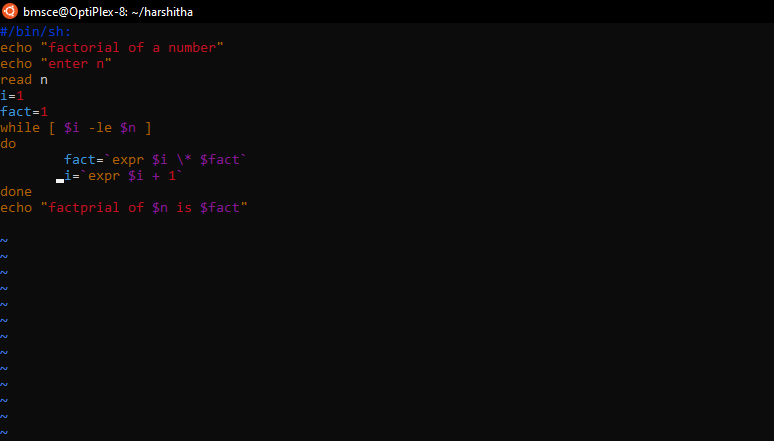 bmsce@OptiPlex-8: ~/harshitha
#/bin/sh:
echo "factorial of a number"
echo "enter n"
read n
i=1
fact=1
while [ $i -le $n ]
do
        fact=`expr $i \* $fact`
        i=`expr $i + 1`
done
echo "factprial of $n is $fact"
~
~
~
~
~
~
~
~
~
~
~
~
~